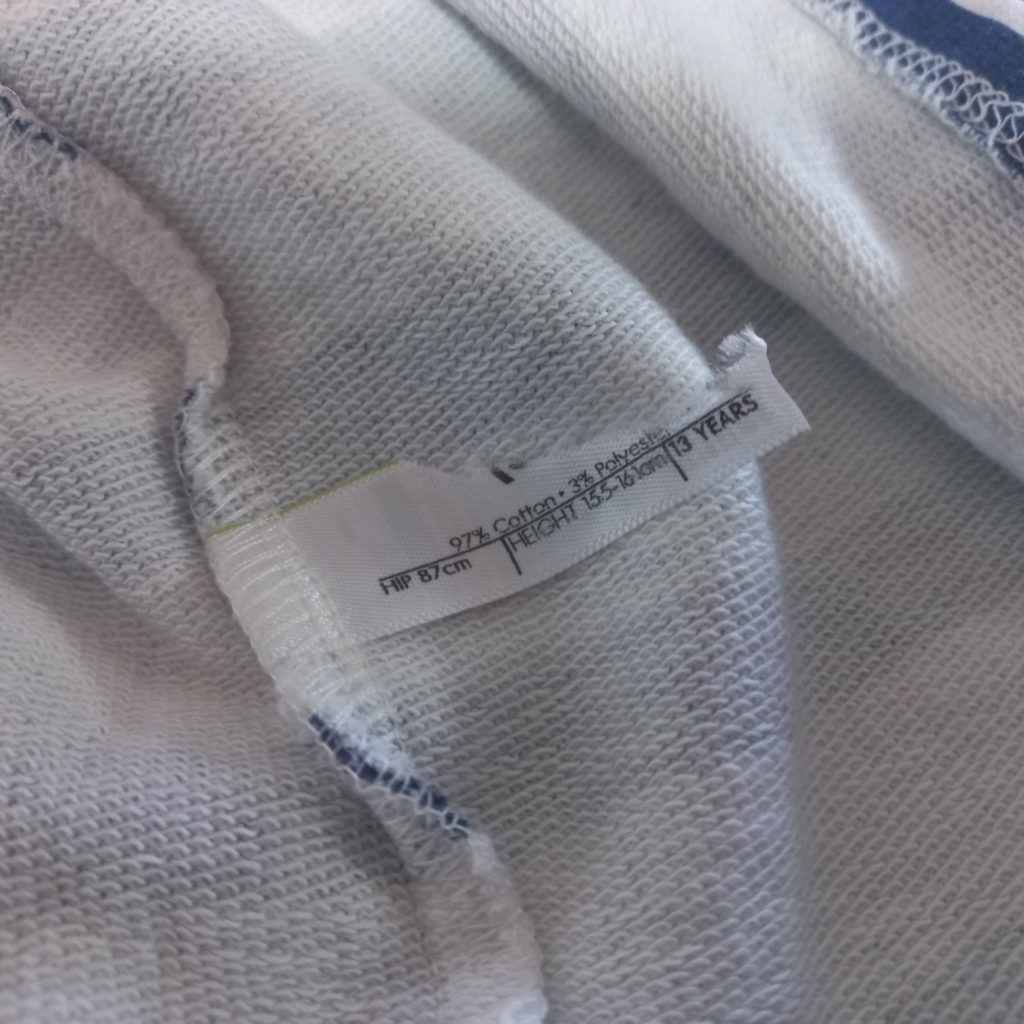 97% Cotton • 3% Polyester
HIP 87cm HEIGHT 155-161cm 13 YEARS